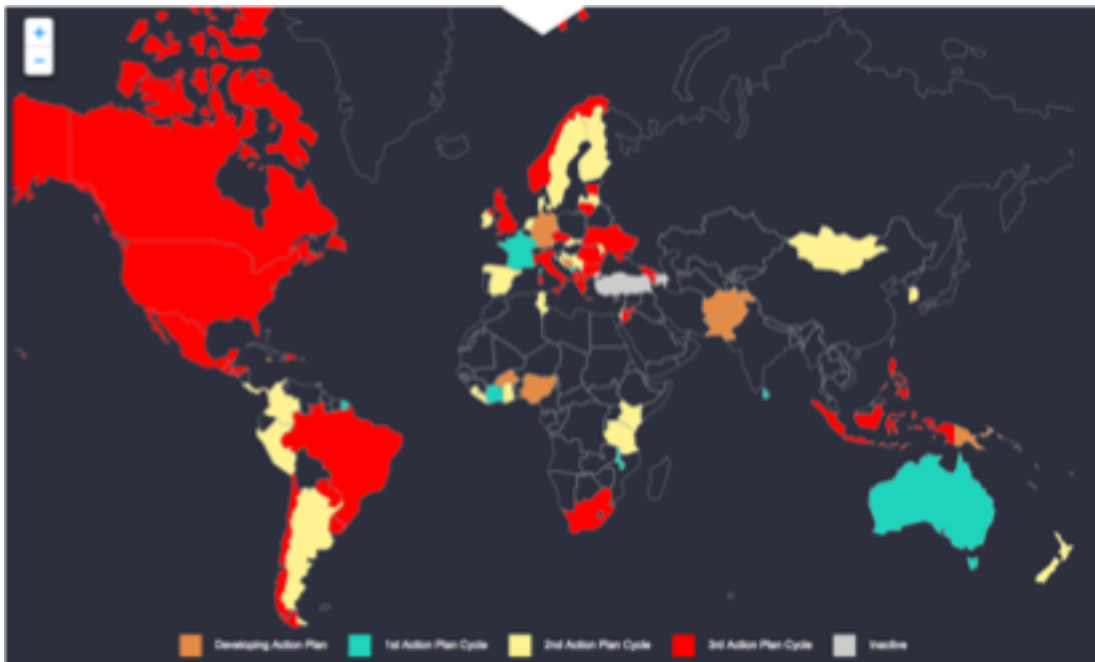 +
−
Developing Action Plan
1st Action Plan Cycle
2nd Action Plan Cycle
3rd Action Plan Cycle
Inactive